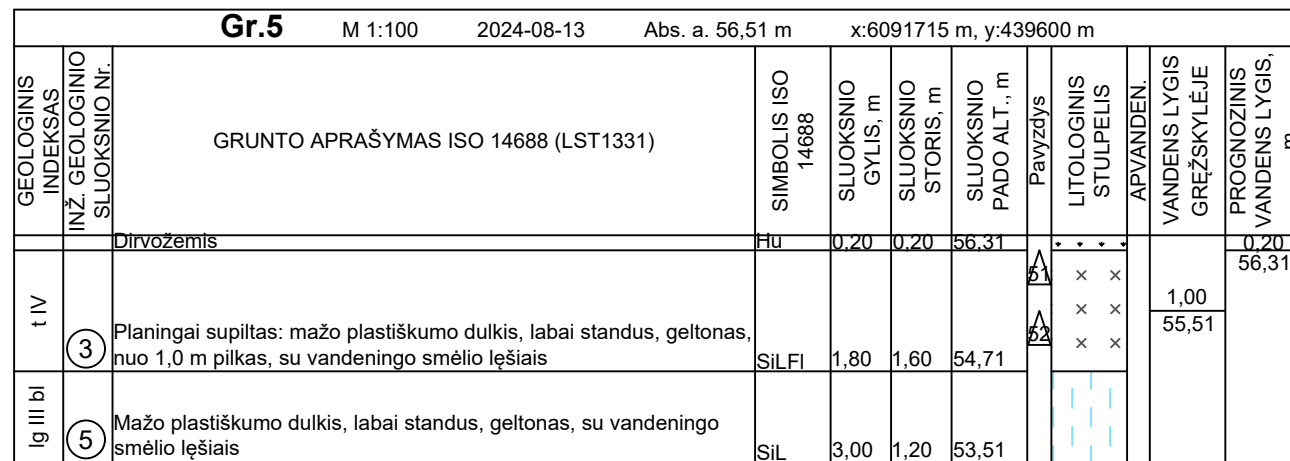 Gr.5 M 1:100 2024-08-13 Abs. a. 56,51 m x:6091715 m, y:439600 m
GEOLOGINIS
INDEKSAS
INŽ. GEOLOGINIO
SLUOKSNIO Nr.
GRUNTO APRAŠYMAS ISO 14688 (LST1331)
SIMBOLIS ISO
14688
SLUOKSNIO
GYLIS, m
SLUOKSNIO
STORIS, m
SLUOKSNIO
PADO ALT., m
Pavyzdys
LITOLOGINIS
STULPELIS
APVANDEN.
VANDENS LYGIS
GRĘŽSKYLĖJE
PROGNOZINIS
VANDENS LYGIS,
m
Dirvožemis Hu 0,20 0,20 56,31 0,20
56,31
51
1,00
55,51
t IV
3
Planingai supiltas: mažo plastiškumo dulkis, labai standus, geltonas,
nuo 1,0 m pilkas, su vandeningo smėlio lęšiais SiLFl 1,80 1,60 54,71
52
lg III bl
5
Mažo plastiškumo dulkis, labai standus, geltonas, su vandeningo
smėlio lęšiais SiL 3,00 1,20 53,51